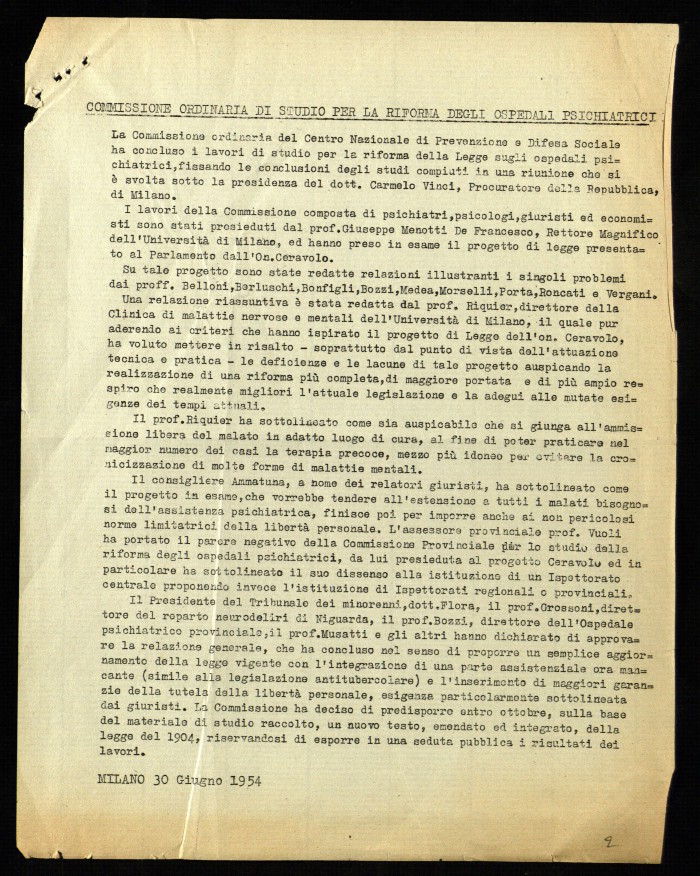 COMMISSIONE ORDINARIA DI STUDIO PER LA RIFORMA DEGLI OSPEDALI PSICHIATRICI
La Commissione ordinaria del Centro Nazionale di Prevenzione e Difesa Sociale
ha concluso i lavori di studio per la riforma della Legge sugli ospedali psi=
chiatrici,fissando le conclusioni degli studi compiuti in una riunione che si
è svolta sotto la presidenza del dott. Carmelo Vinci, Procuratore della Repubblica,
di Milano.
I lavori della Commissione composta di psichiatri,psicologi,giuristi ed economi=
sti sono stati presieduti dal prof.Giuseppe Menotti De Francesco, Rettore Magnifico
dell'Università di Milano, ed hanno preso in esame il progetto di legge presenta=
to al Parlamento dall'On.Ceravolo.
Su tale progetto sono state redatte relazioni illustranti i singoli problemi
dai proff. Belloni,Berluschi,Bonfigli,Bozzi,Medea,Morselli,Porta,Roncati e Vergani.
Una relazione riassuntiva è stata redatta dal prof. Riquier,direttore della
Clinica di malattie nervose e mentali dell'Università di Milano, il quale pur
aderendo ai criteri che hanno ispirato il progetto di Legge dell'on. Ceravolo,
ha voluto mettere in risalto - soprattutto dal punto di vista dell'attuazione
tecnica e pratica - le deficienze e le lacune di tale progetto auspicando la
realizzazione di una riforma più completa,di maggiore portata e di più ampio re=
spiro che realmente migliori l'attuale legislazione e la adegui alle mutate esi=
genze dei tempi attuali.
Il prof.Riquier ha sottolineato come sia auspicabile che si giunga all'ammis=
sione libera del malato in adatto luogo di cura, al fine di poter praticare nel
maggior numero dei casi la terapia precoce, mezzo più idoneo per evitare la cro=
nicizzazione di molte forme di malattie mentali.
Il consigliere Ammatuna, a nome dei relatori giuristi, ha sottolineato come
il progetto in esame,che vorrebbe tendere all'estensione a tutti i malati bisogno=
si dell'assistenza psichiatrica, finisce poi per imporre anche ai non pericolosi
norme limitatrici della libertà personale. L'assessore provinciale prof. Vuoli
ha portato il parere negativo della Commissione Provinciale per lo studio della
riforma degli ospedali psichiatrici, da lui presieduta al progetto Ceravolo ed in
particolare ha sottolineato il suo dissenso alla istituzione di un Ispettorato
centrale proponendo invece l'istituzione di Ispettorati regionali o provinciali.
Il Presidente del Tribunale dei minorenni,dott.Flora, il prof.Grossoni,diret=
tore del reparto neurodeliri di Niguarda, il prof.Bozzi, direttore dell'Ospedale
psichiatrico provinciale,il prof.Musatti e gli altri hanno dichiarato di approva=
re la relazione generale, che ha concluso nel senso di proporre un semplice aggior=
namento della legge vigente con l'integrazione di una parte assistenziale ora man=
cante (simile alla legislazione antitubercolare) e l'inserimento di maggiori garan=
zie della tutela della libertà personale, esigenza particolarmente sottolineata
dai giuristi. La Commissione ha deciso di predisporre entro ottobre, sulla base
del materiale di studio raccolto, un nuovo testo, emendato ed integrato, della
legge del 1904, riservandosi di esporre in una seduta pubblica i risultati dei
lavori.
MILANO 30 Giugno 1954